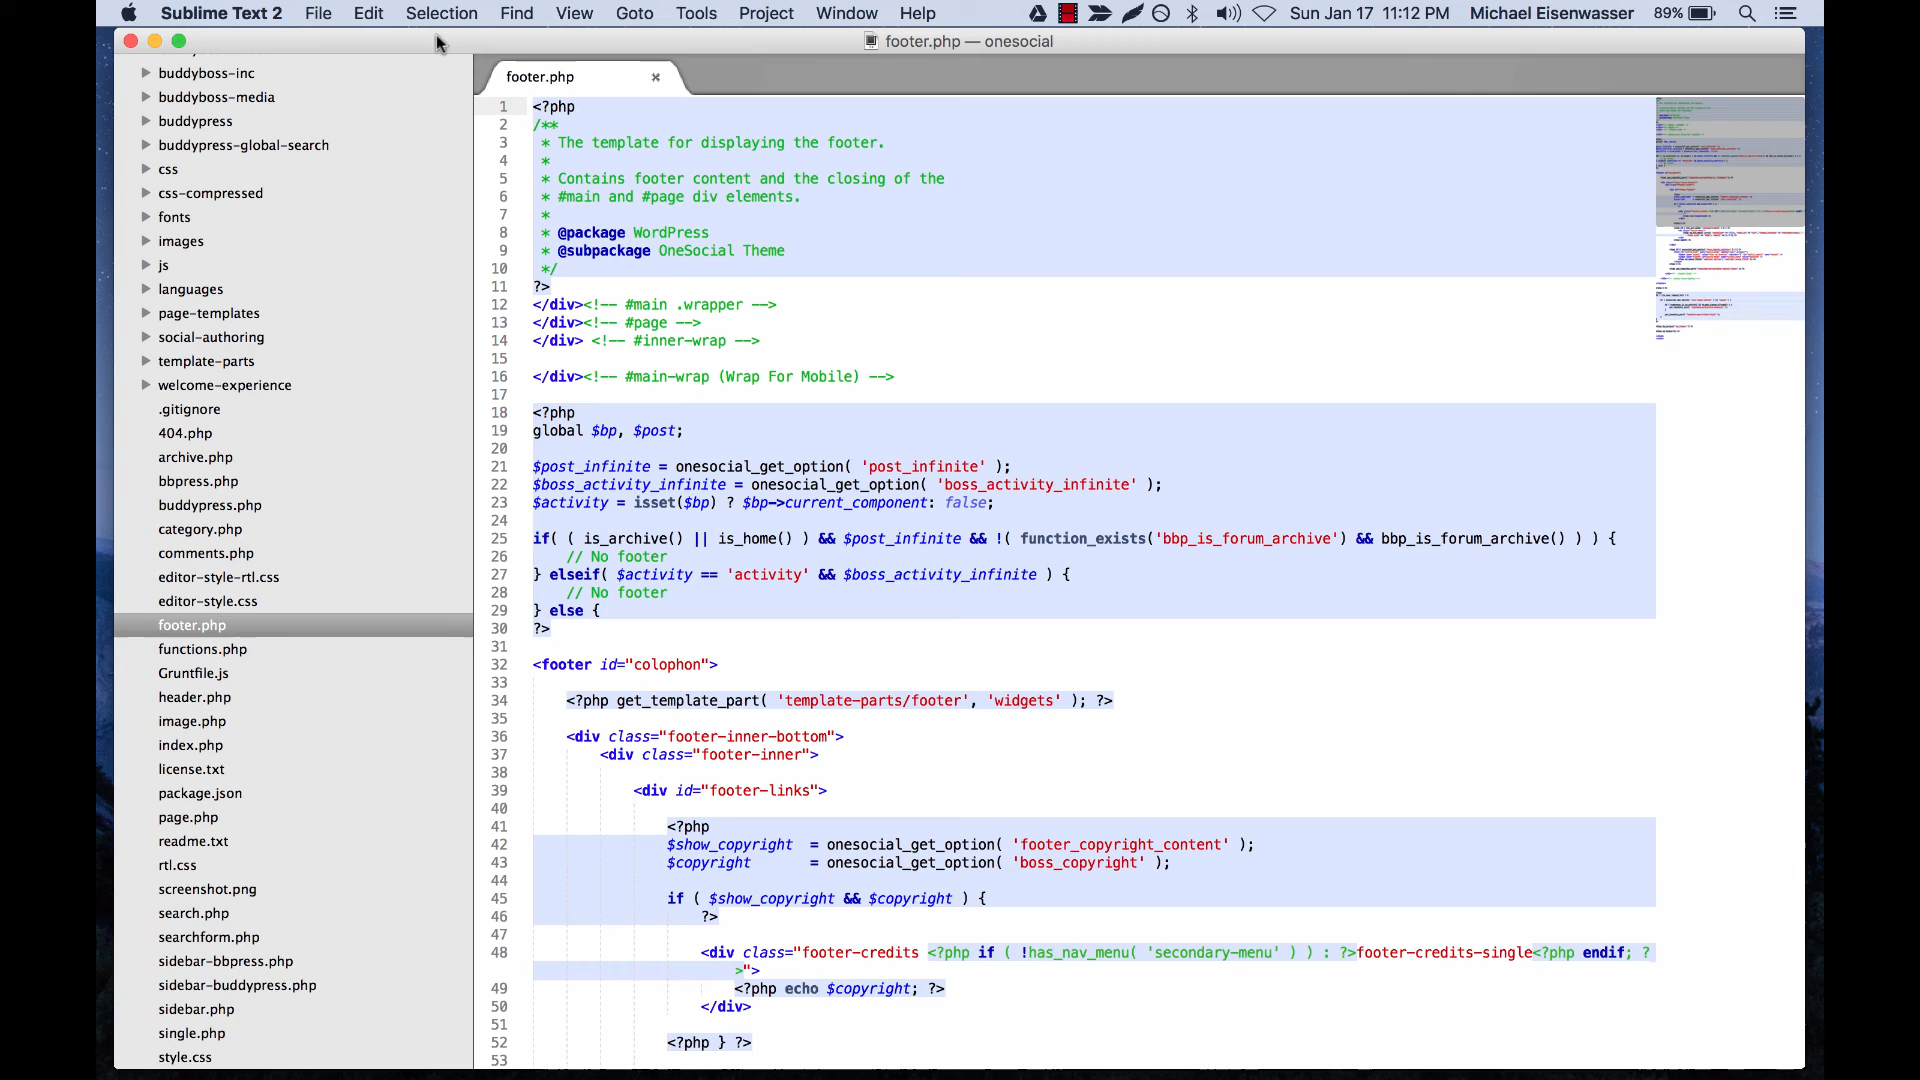 Sublime Text 2 File Edit Selection Find View Goto Tools Project Window Help Sun Jan 17 11:12 PM Michael Eisenwasser 89%
footer.php — onesocial
buddyboss-inc
buddyboss-media
buddypress
buddypress-global-search
css
css-compressed
fonts
images
js
languages
page-templates
social-authoring
template-parts
welcome-experience
.gitignore
404.php
archive.php
bbpress.php
buddypress.php
category.php
comments.php
editor-style-rtl.css
editor-style.css
footer.php
functions.php
Gruntfile.js
header.php
image.php
index.php
license.txt
package.json
page.php
readme.txt
rtl.css
screenshot.png
search.php
searchform.php
sidebar-bbpress.php
sidebar-buddypress.php
sidebar.php
single.php
style.css
footer.php ×
1 <?php
2 /**
3 * The template for displaying the footer.
4 *
5 * Contains footer content and the closing of the
6 * #main and #page div elements.
7 *
8 * @package WordPress
9 * @subpackage OneSocial Theme
10 */
11 ?>
12 </div><!-- #main .wrapper -->
13 </div><!-- #page -->
14 </div> <!-- #inner-wrap -->
15
16 </div><!-- #main-wrap (Wrap For Mobile) -->
17
18 <?php
19 global $bp, $post;
20
21 $post_infinite = onesocial_get_option( 'post_infinite' );
22 $boss_activity_infinite = onesocial_get_option( 'boss_activity_infinite' );
23 $activity = isset($bp) ? $bp->current_component: false;
24
25 if( ( is_archive() || is_home() ) && $post_infinite && !( function_exists('bbp_is_forum_archive') && bbp_is_forum_archive() ) ) {
26 // No footer
27 } elseif( $activity == 'activity' && $boss_activity_infinite ) {
28 // No footer
29 } else {
30 ?>
31
32 <footer id="colophon">
33
34 <?php get_template_part( 'template-parts/footer', 'widgets' ); ?>
35
36 <div class="footer-inner-bottom">
37 <div class="footer-inner">
38
39 <div id="footer-links">
40
41 <?php
42 $show_copyright = onesocial_get_option( 'footer_copyright_content' );
43 $copyright = onesocial_get_option( 'boss_copyright' );
44
45 if ( $show_copyright && $copyright ) {
46 ?>
47
48 <div class="footer-credits <?php if ( !has_nav_menu( 'secondary-menu' ) ) : ?>footer-credits-single<?php endif; ?
>">
49 <?php echo $copyright; ?>
50 </div>
51
52 <?php } ?>
53